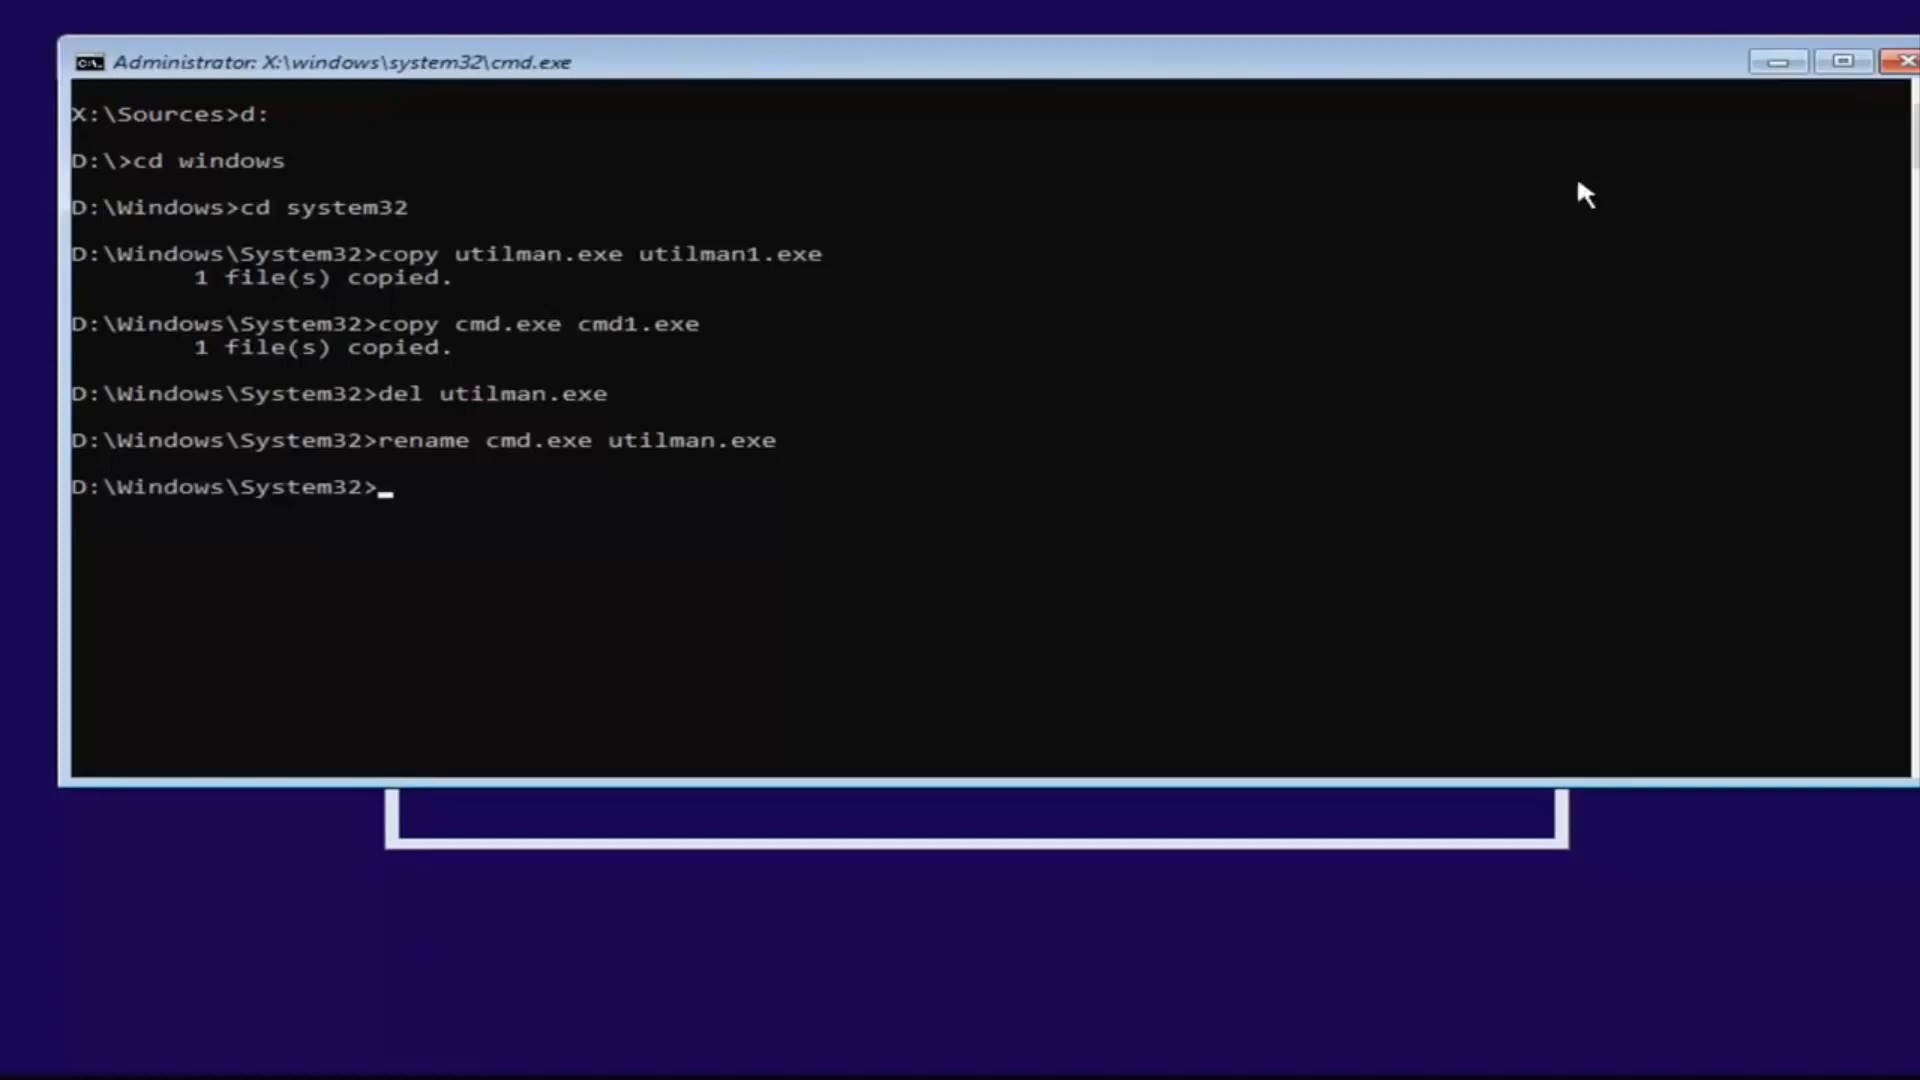 Administrator: X:\windows\system32\cmd.exe
X:\Sources>d:
D:\>cd windows
D:\Windows>cd system32
D:\Windows\System32>copy utilman.exe utilman1.exe
1 file(s) copied.
D:\Windows\System32>copy cmd.exe cmd1.exe
1 file(s) copied.
D:\Windows\System32>del utilman.exe
D:\Windows\System32>rename cmd.exe utilman.exe
D:\Windows\System32>